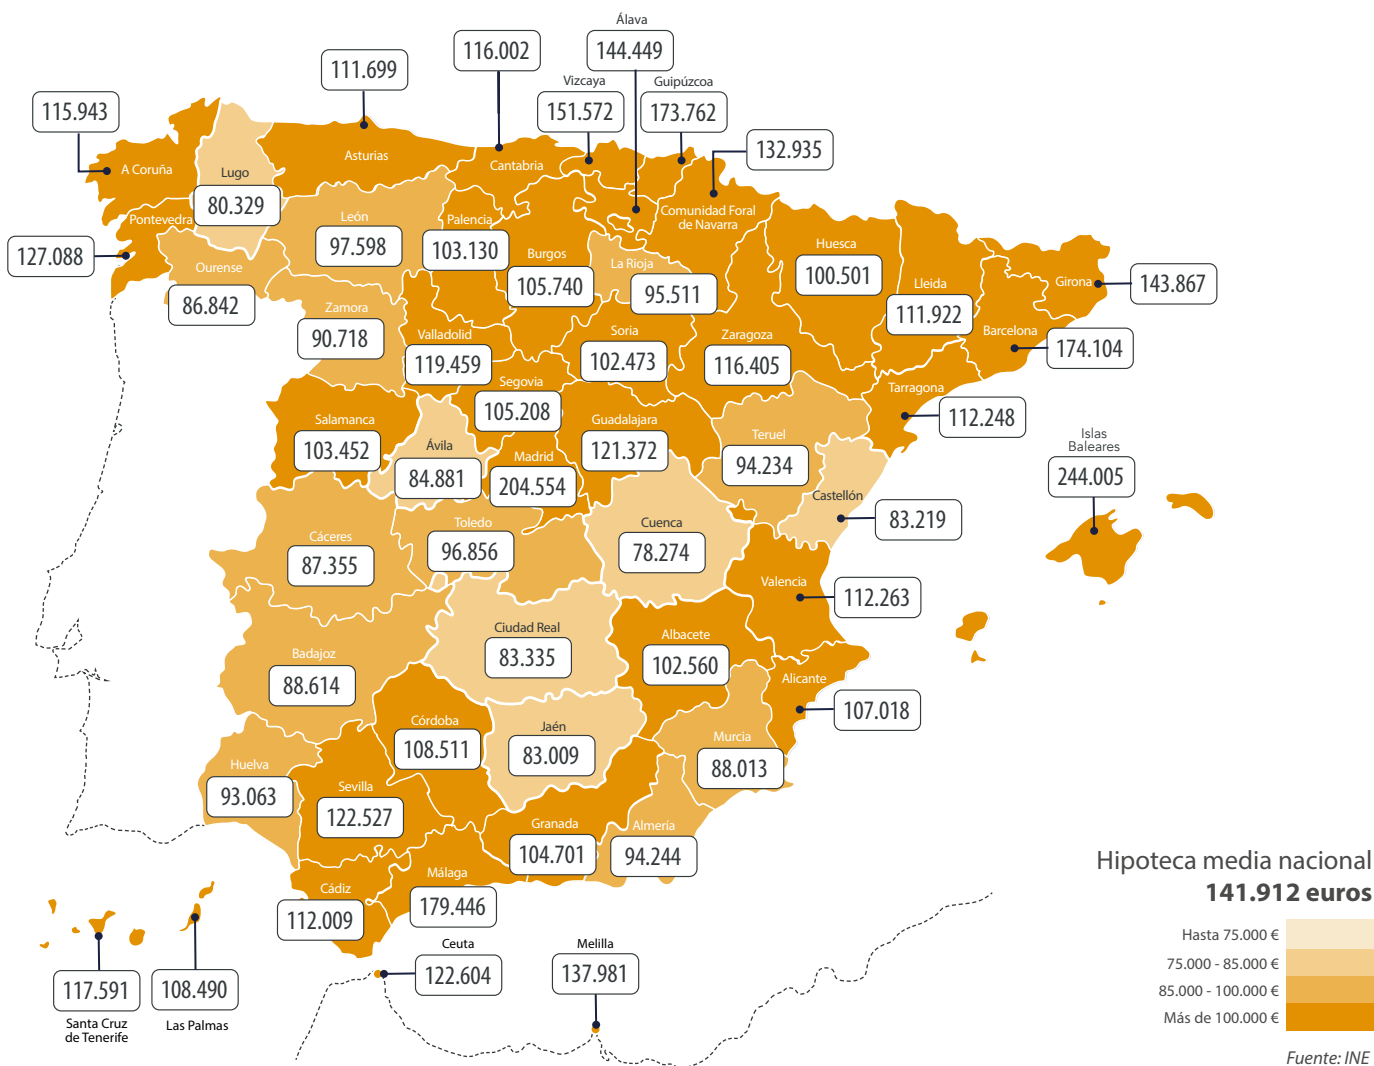 Álava
144.449
116.002
111.699
Vizcaya
151.572
Guipúzcoa
173.762
115.943
132.935
A Coruña
Asturias
Cantabria
Lugo
80.329
Comunidad Foral
de Navarra
Pontevedra
127.088
León
97.598
Palencia
103.130
Burgos
105.740
La Rioja
95.511
Huesca
100.501
Ourense
86.842
Lleida
111.922
Girona
143.867
Zamora
90.718
Valladolid
119.459
Soria
102.473
Zaragoza
116.405
Barcelona
174.104
Segovia
105.208
Tarragona
112.248
Salamanca
103.452
Ávila
84.881
Madrid
204.554
Guadalajara
121.372
Teruel
94.234
Islas
Baleares
244.005
Castellón
83.219
Cáceres
87.355
Toledo
96.856
Cuenca
78.274
Valencia
112.263
Ciudad Real
83.335
Albacete
102.560
Badajoz
88.614
Alicante
107.018
Córdoba
108.511
Jaén
83.009
Murcia
88.013
Huelva
93.063
Sevilla
122.527
Granada
104.701
Almería
94.244
Cádiz
112.009
Málaga
179.446
Ceuta
122.604
Melilla
137.981
117.591
Santa Cruz
de Tenerife
108.490
Las Palmas
Hipoteca media nacional
141.912 euros
Hasta 75.000 €
75.000 - 85.000 €
85.000 - 100.000 €
Más de 100.000 €
Fuente: INE